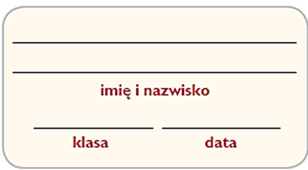 imię i nazwisko
klasa data